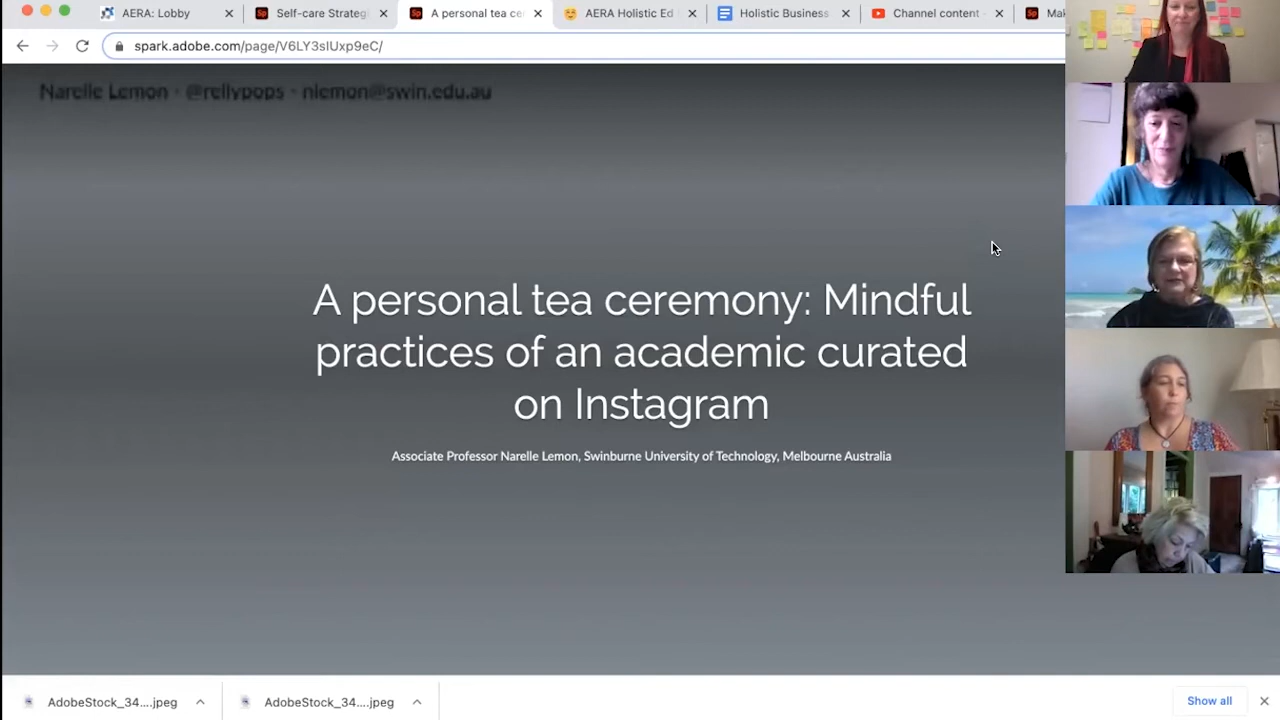 AERA: Lobby
Self-care Strateg
A personal tea ce
AERA Holistic Ed
Holistic Business
Channel content -
Mak
spark.adobe.com/page/V6LY3sIUxp9eC/
Narelle Lemon · @rellypops · nlemon@swin.edu.au
A personal tea ceremony: Mindful
practices of an academic curated
on Instagram
Associate Professor Narelle Lemon, Swinburne University of Technology, Melbourne Australia
AdobeStock_34....jpeg
AdobeStock_34....jpeg
Show all